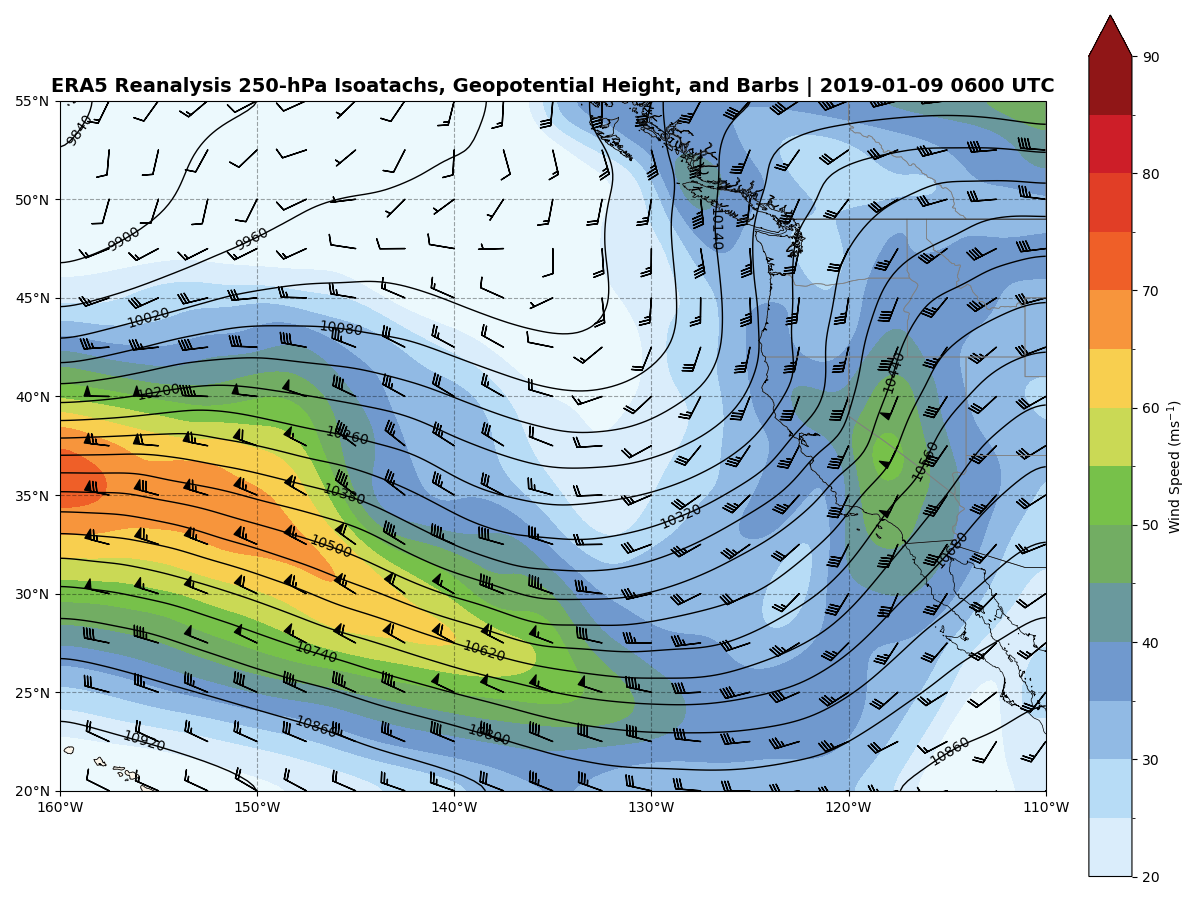 ERA5 Reanalysis 250-hPa Isoatachs, Geopotential Height, and Barbs | 2019-01-09 0600 UTC
90
80
70
60
50
40
30
20
Wind Speed (ms⁻¹)
55°N
50°N
45°N
40°N
35°N
30°N
25°N
20°N
160°W
150°W
140°W
130°W
120°W
110°W
9840
9900
9960
10020
10080
10140
10200
10260
10320
10380
10440
10500
10560
10620
10680
10740
10800
10860
10860
10920